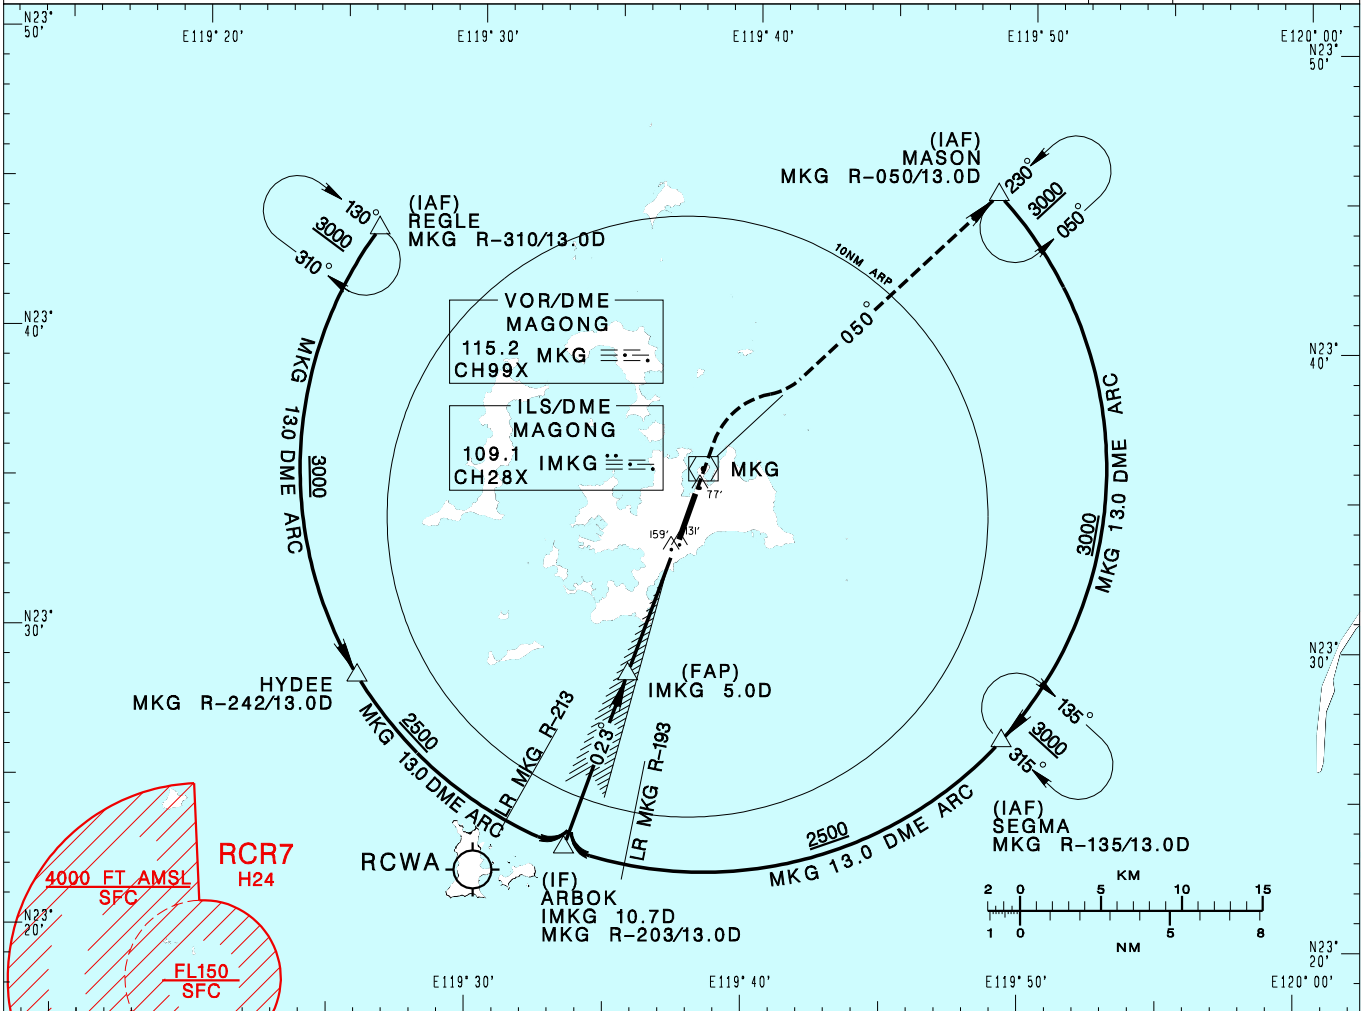 N23°
50'
E119° 20'
E119° 30'
E119° 40'
E119° 50'
E120° 00'
N23°
50'
(IAF)
MASON
MKG R-050/13.0D
230°
3000
050°
(IAF)
REGLE
MKG R-310/13.0D
130°
3000
310°
10NM ARP
050°
VOR/DME
MAGONG
115.2 MKG
CH99X
ILS/DME
MAGONG
109.1 IMKG
CH28X
N23°
40'
N23°
40'
MKG 13.0 DME ARC
3000
MKG 13.0 DME ARC
3000
MKG
77'
159'
131'
N23°
30'
N23°
30'
HYDEE
MKG R-242/13.0D
(FAP)
IMKG 5.0D
2500
MKG 13.0 DME ARC
LR MKG R-213
023°
LR MKG R-193
135°
3000
315°
(IAF)
SEGMA
MKG R-135/13.0D
2500
MKG 13.0 DME ARC
RCWA
(IF)
ARBOK
IMKG 10.7D
MKG R-203/13.0D
RCR7
H24
4000 FT AMSL
SFC
FL150
SFC
KM
2 0 5 10 15
1 0 5 8
NM
N23°
20'
N23°
20'
E119° 30'
E119° 40'
E119° 50'
E120° 00'